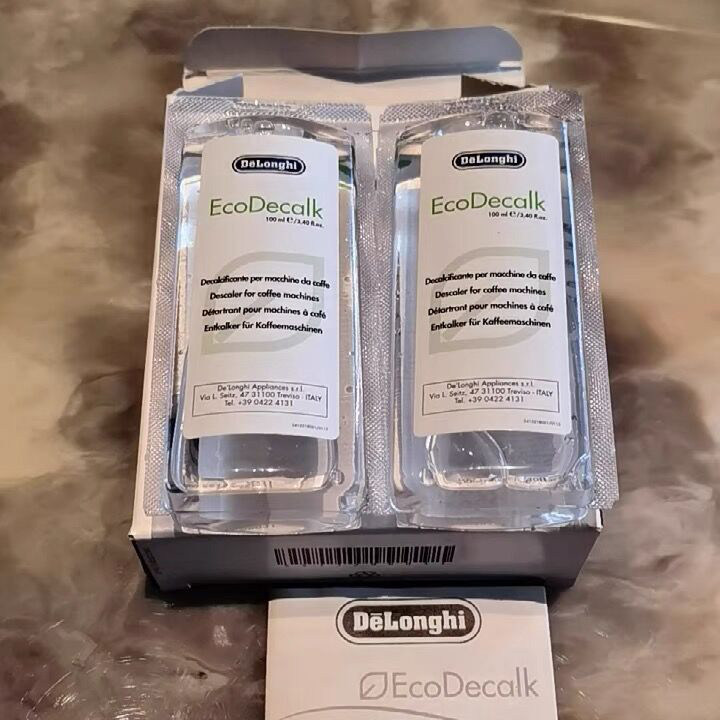 DeLonghi
EcoDecalk
100 ml ℮/3,40 fl.oz.
Decalcificante per macchine da caffe
Descaler for coffee machines
Détartrant pour machines à café
Entkalker für Kaffeemaschinen
De'Longhi Appliances s.r.l.
Via L. Seitz, 47 31100 Treviso - ITALY
Tel. +39 0422 4131
DeLonghi
EcoDecalk
100 ml ℮/3,40 fl.oz.
Decalcificante per macchine da caffe
Descaler for coffee machines
Détartrant pour machines à café
Entkalker für Kaffeemaschinen
De'Longhi Appliances s.r.l.
Via L. Seitz, 47 31100 Treviso - ITALY
Tel. +39 0422 4131
DēLonghi
EcoDecalk